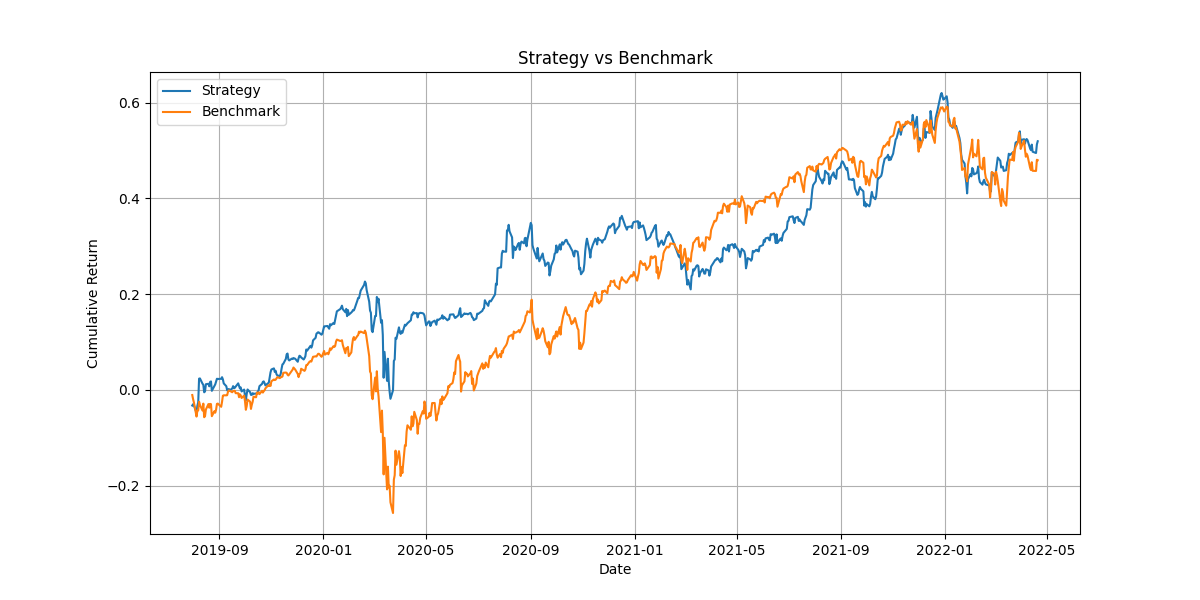 Strategy vs Benchmark
Strategy
Benchmark
Cumulative Return
0.6
0.4
0.2
0.0
−0.2
2019-09 2020-01 2020-05 2020-09 2021-01 2021-05 2021-09 2022-01 2022-05
Date